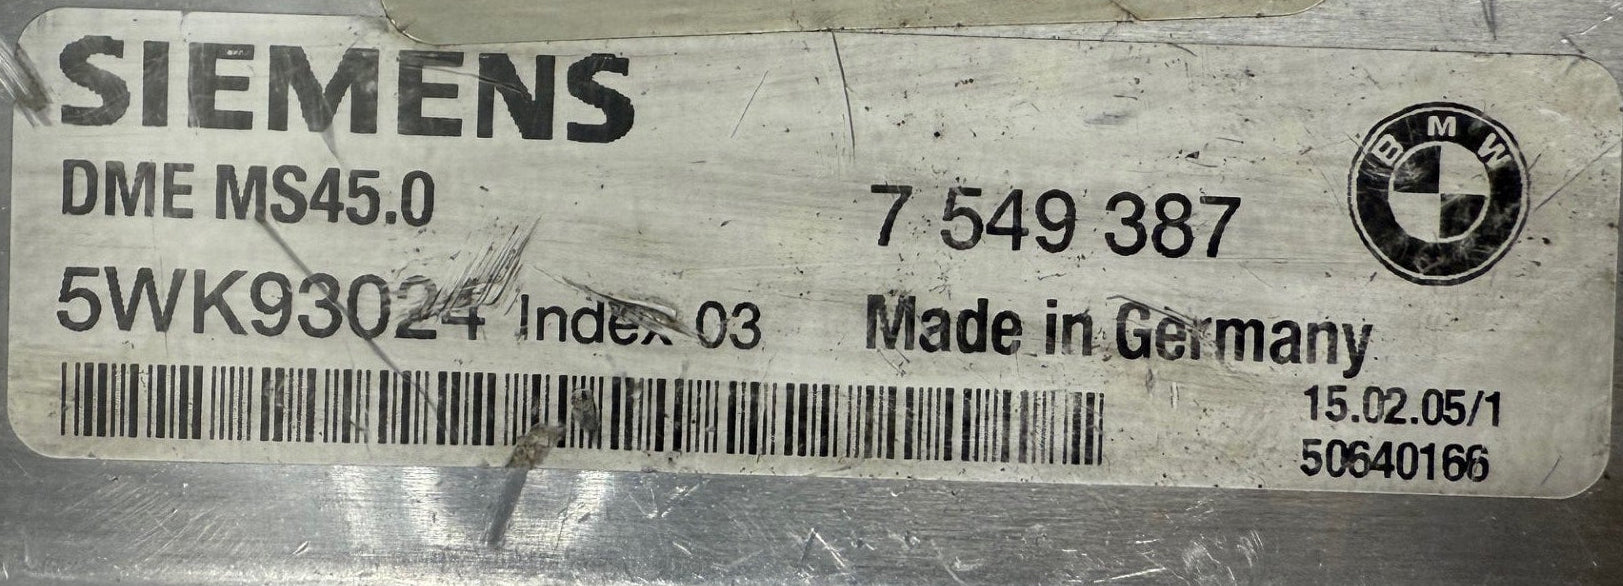 SIEMENS
DME MS45.0
5WK93024 Index 03
7 549 387
BMW
Made in Germany
15.02.05/1
50640166